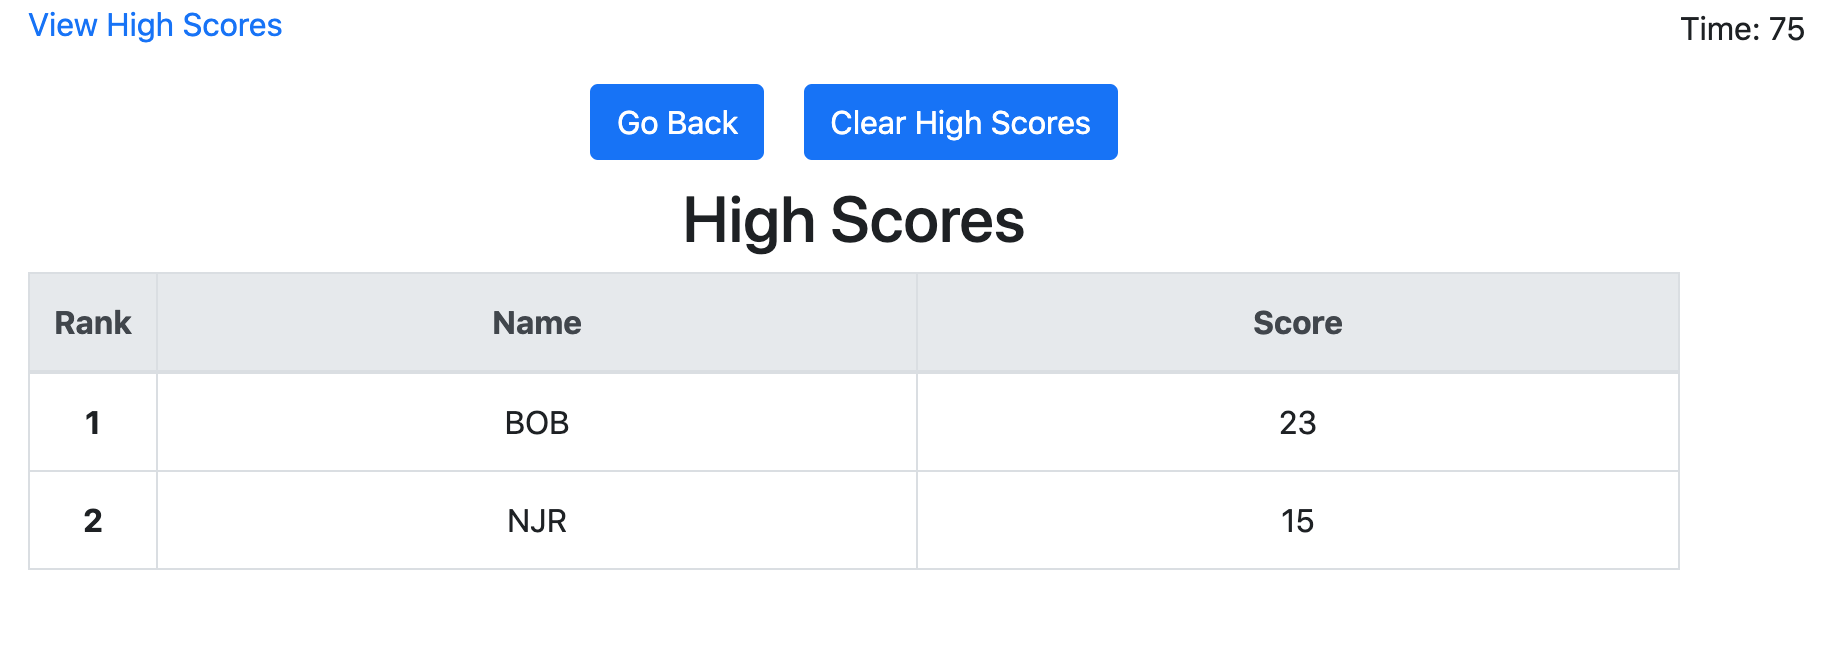 View High Scores
Time: 75
Go Back
Clear High Scores
High Scores
Rank Name Score
1 BOB 23
2 NJR 15